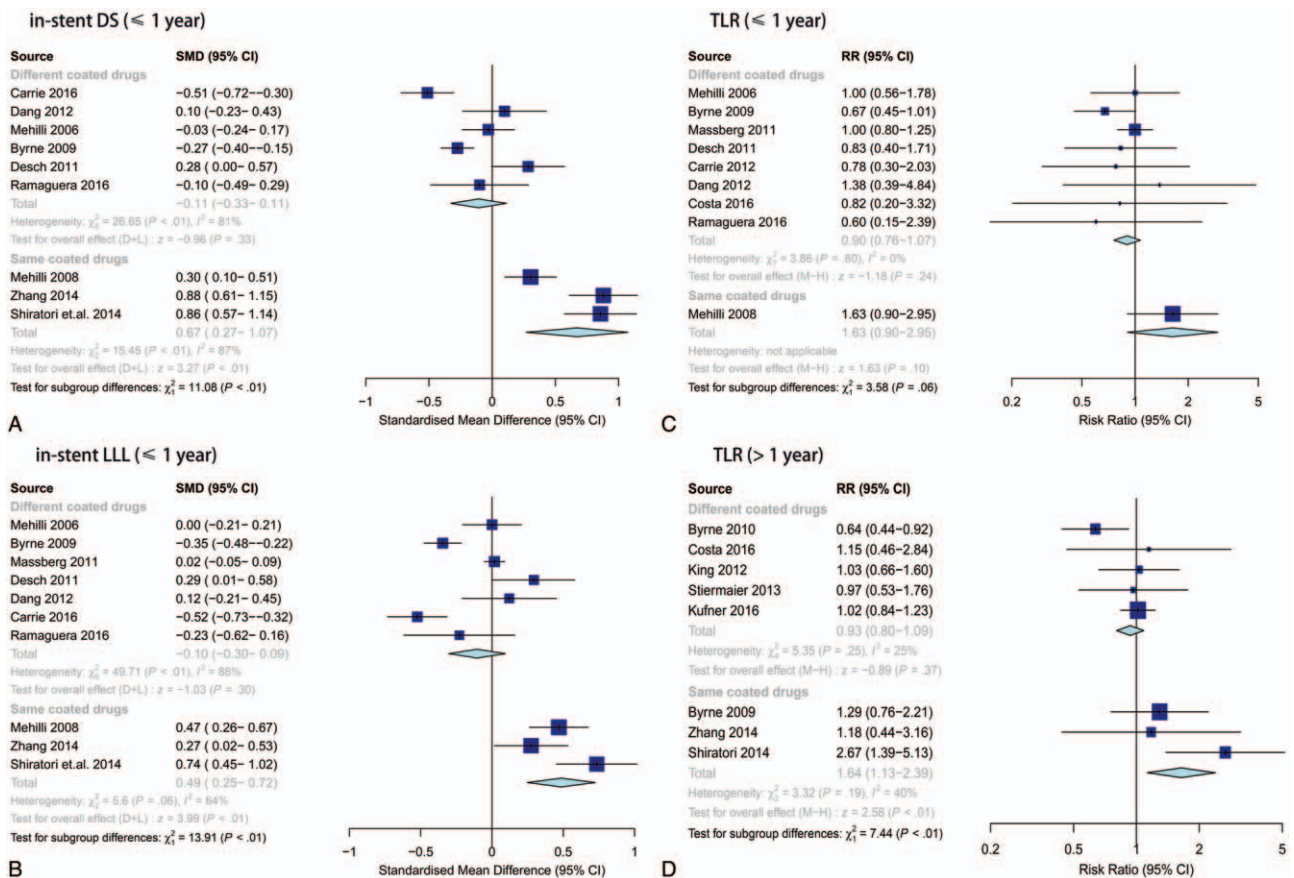 in-stent DS (⩽ 1 year)
Source SMD (95% CI)
Different coated drugs
Carrie 2016 −0.51 (−0.72−−0.30)
Dang 2012 0.10 (−0.23− 0.43)
Mehilli 2006 −0.03 (−0.24− 0.17)
Byrne 2009 −0.27 (−0.40−−0.15)
Desch 2011 0.28 ( 0.00− 0.57)
Ramaguera 2016 −0.10 (−0.49− 0.29)
Total −0.11 (−0.33− 0.11)
Heterogeneity: χ²₅ = 26.65 (P < .01), I² = 81%
Test for overall effect (D+L) : z = −0.96 (P = .33)
Same coated drugs
Mehilli 2008 0.30 ( 0.10− 0.51)
Zhang 2014 0.88 ( 0.61− 1.15)
Shiratori et.al. 2014 0.86 ( 0.57− 1.14)
Total 0.67 ( 0.27− 1.07)
Heterogeneity: χ²₂ = 15.45 (P < .01), I² = 87%
Test for overall effect (D+L) : z = 3.27 (P < .01)
Test for subgroup differences: χ²₁ = 11.08 (P < .01)
−1 −0.5 0 0.5 1
Standardised Mean Difference (95% CI)
A
in-stent LLL (⩽ 1 year)
Source SMD (95% CI)
Different coated drugs
Mehilli 2006 0.00 (−0.21− 0.21)
Byrne 2009 −0.35 (−0.48−−0.22)
Massberg 2011 0.02 (−0.05− 0.09)
Desch 2011 0.29 ( 0.01− 0.58)
Dang 2012 0.12 (−0.21− 0.45)
Carrie 2016 −0.52 (−0.73−−0.32)
Ramaguera 2016 −0.23 (−0.62− 0.16)
Total −0.10 (−0.30− 0.09)
Heterogeneity: χ²₆ = 49.71 (P < .01), I² = 88%
Test for overall effect (D+L) : z = −1.03 (P = .30)
Same coated drugs
Mehilli 2008 0.47 ( 0.26− 0.67)
Zhang 2014 0.27 ( 0.02− 0.53)
Shiratori et.al. 2014 0.74 ( 0.45− 1.02)
Total 0.49 ( 0.25− 0.72)
Heterogeneity: χ²₂ = 5.6 (P = .06), I² = 64%
Test for overall effect (D+L) : z = 3.99 (P < .01)
Test for subgroup differences: χ²₁ = 13.91 (P < .01)
−1 −0.5 0 0.5 1
Standardised Mean Difference (95% CI)
B
TLR (⩽ 1 year)
Source RR (95% CI)
Different coated drugs
Mehilli 2006 1.00 (0.56−1.78)
Byrne 2009 0.67 (0.45−1.01)
Massberg 2011 1.00 (0.80−1.25)
Desch 2011 0.83 (0.40−1.71)
Carrie 2012 0.78 (0.30−2.03)
Dang 2012 1.38 (0.39−4.84)
Costa 2016 0.82 (0.20−3.32)
Ramaguera 2016 0.60 (0.15−2.39)
Total 0.90 (0.76−1.07)
Heterogeneity: χ²₇ = 3.86 (P = .80), I² = 0%
Test for overall effect (M−H) : z = −1.18 (P = .24)
Same coated drugs
Mehilli 2008 1.63 (0.90−2.95)
Total 1.63 (0.90−2.95)
Heterogeneity: not applicable
Test for overall effect (M−H) : z = 1.63 (P = .10)
Test for subgroup differences: χ²₁ = 3.58 (P = .06)
0.2 0.5 1 2 5
Risk Ratio (95% CI)
C
TLR (> 1 year)
Source RR (95% CI)
Different coated drugs
Byrne 2010 0.64 (0.44−0.92)
Costa 2016 1.15 (0.46−2.84)
King 2012 1.03 (0.66−1.60)
Stiermaier 2013 0.97 (0.53−1.76)
Kufner 2016 1.02 (0.84−1.23)
Total 0.93 (0.80−1.09)
Heterogeneity: χ²₄ = 5.35 (P = .25), I² = 25%
Test for overall effect (M−H) : z = −0.89 (P = .37)
Same coated drugs
Byrne 2009 1.29 (0.76−2.21)
Zhang 2014 1.18 (0.44−3.16)
Shiratori 2014 2.67 (1.39−5.13)
Total 1.64 (1.13−2.39)
Heterogeneity: χ²₂ = 3.32 (P = .19), I² = 40%
Test for overall effect (M−H) : z = 2.58 (P < .01)
Test for subgroup differences: χ²₁ = 7.44 (P < .01)
0.2 0.5 1 2 5
Risk Ratio (95% CI)
D